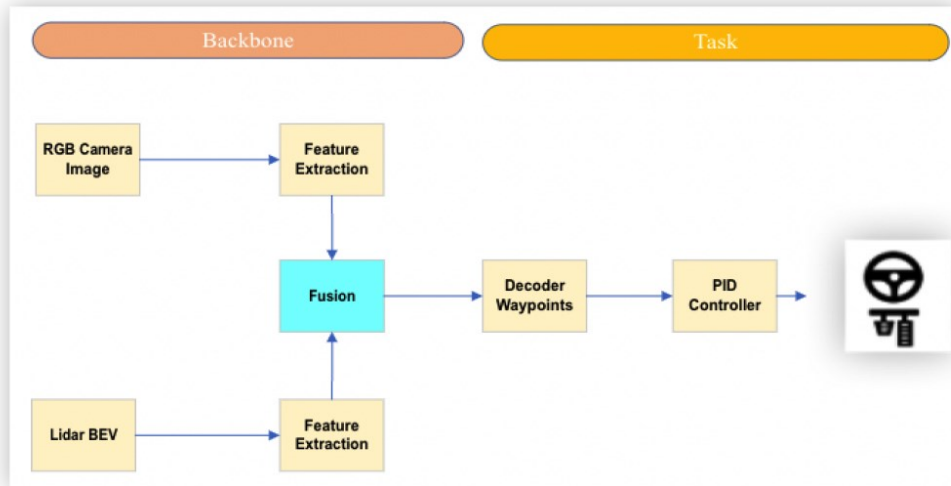 Backbone
Task
RGB Camera
Image
Feature
Extraction
Fusion
Decoder
Waypoints
PID
Controller
Lidar BEV
Feature
Extraction